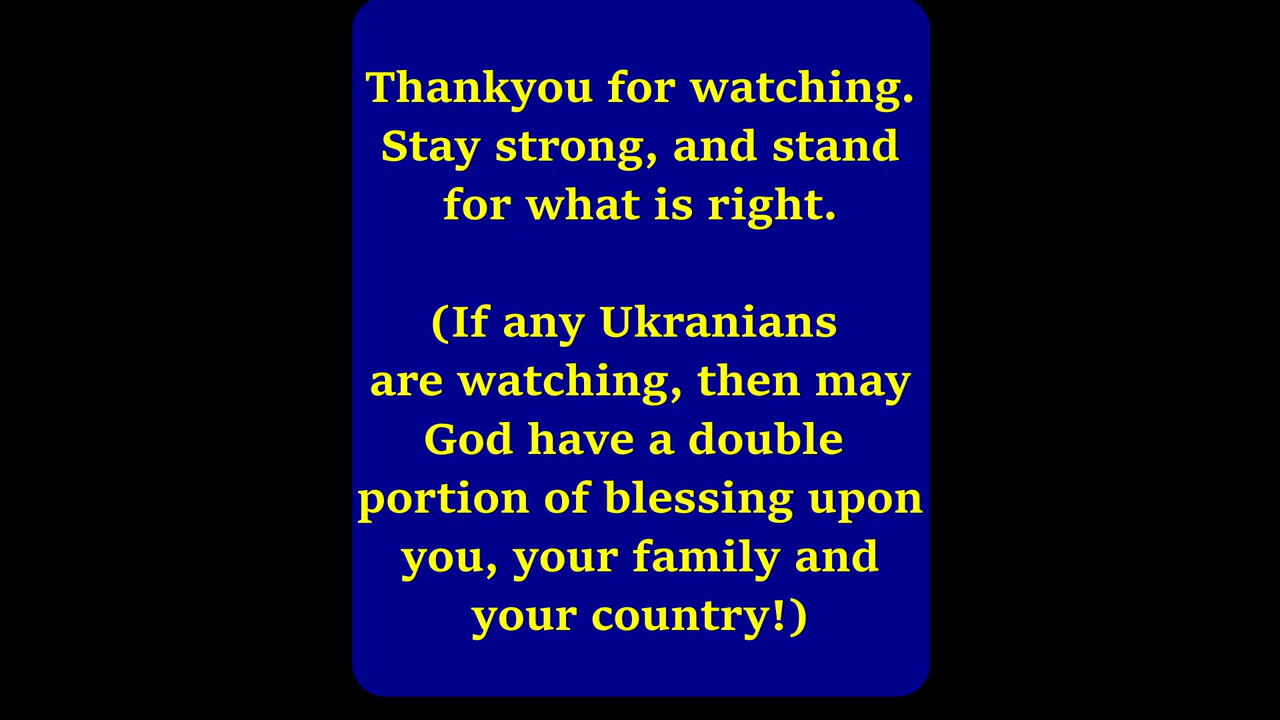 Thankyou for watching.
Stay strong, and stand
for what is right.
(If any Ukranians
are watching, then may
God have a double
portion of blessing upon
you, your family and
your country!)